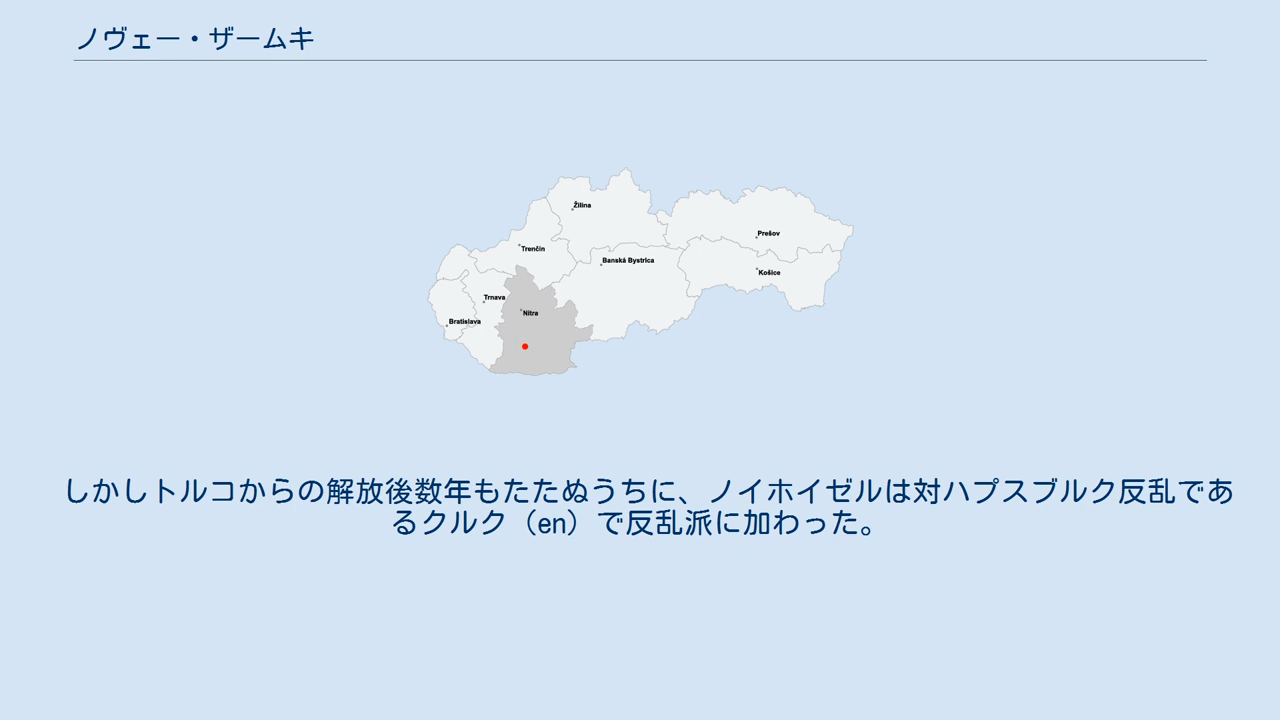 ノヴェー・ザームキ
Žilina
Prešov
Trenčín
Banská Bystrica
Košice
Trnava
Nitra
Bratislava
しかしトルコからの解放後数年もたたぬうちに、ノイホイゼルは対ハプスブルク反乱であ
るクルク（en）で反乱派に加わった。